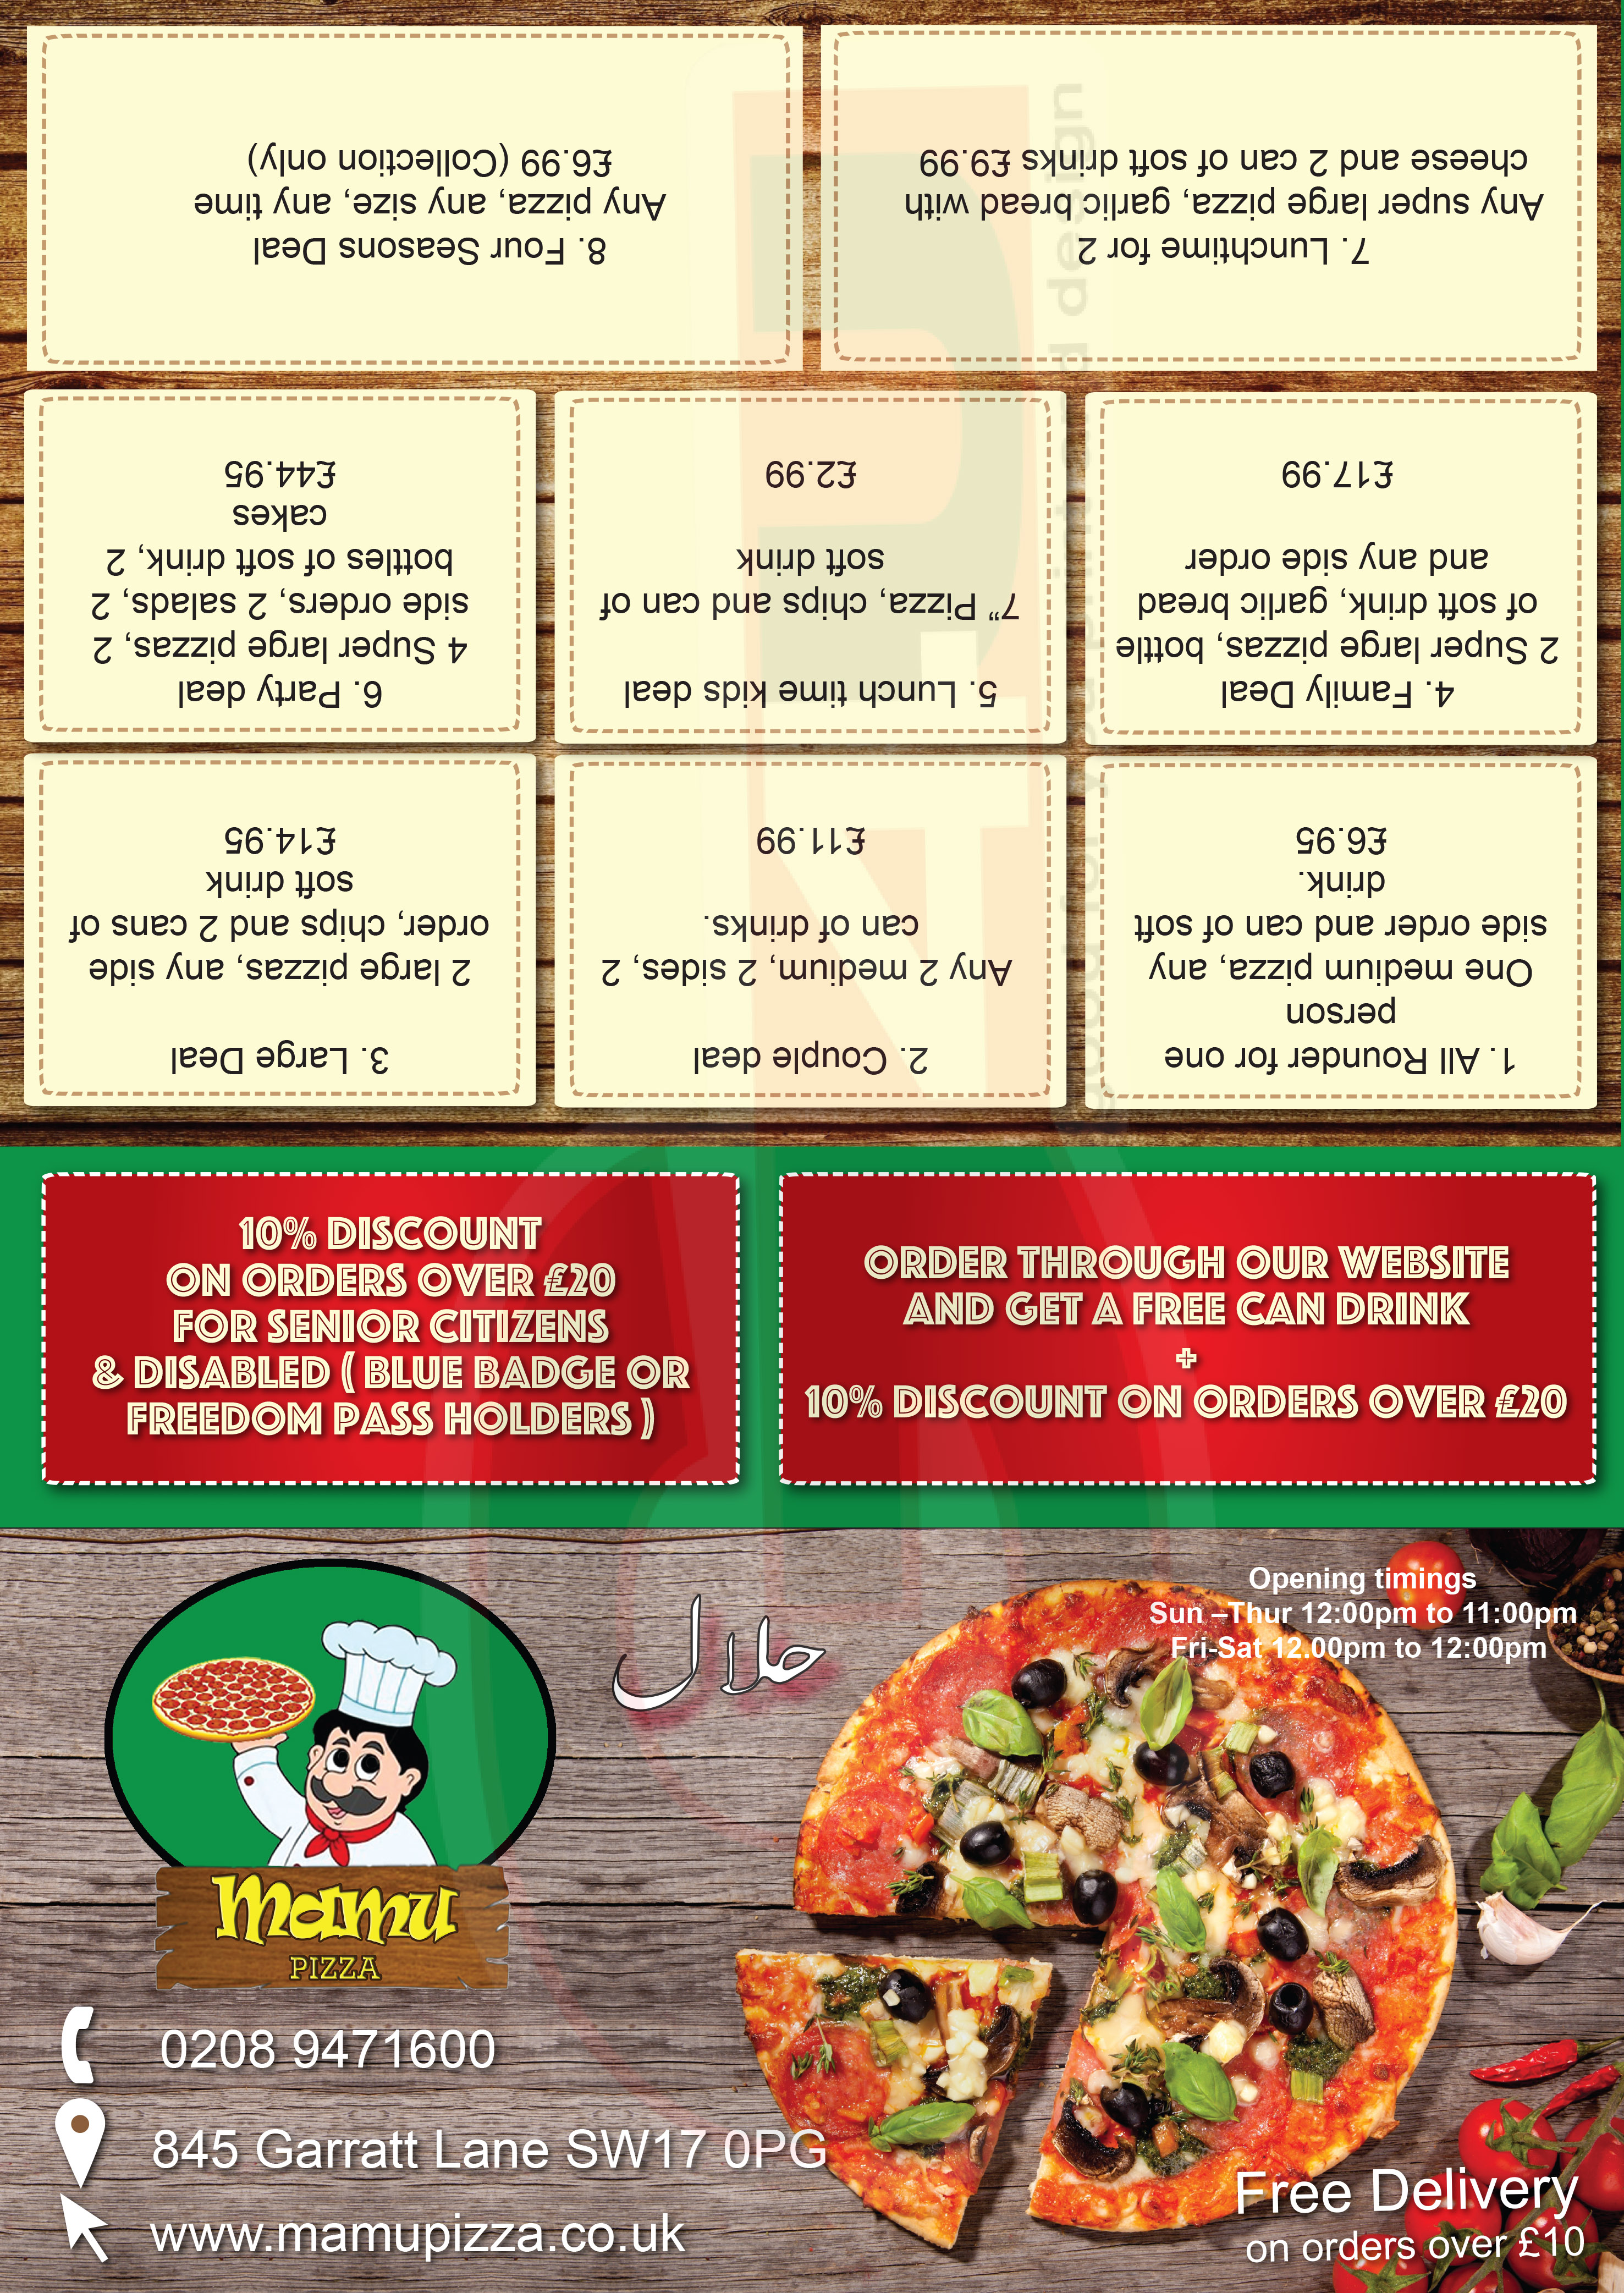 1. All Rounder for one
person
One medium pizza, any
side order and can of soft
drink.
£6.95
2. Couple deal
Any 2 medium, 2 sides, 2
can of drinks.
£11.99
3. Large Deal
2 large pizzas, any side
order, chips and 2 cans of
soft drink
£14.95
4. Family Deal
2 Super large pizzas, bottle
of soft drink, garlic bread
and any side order
£17.99
5. Lunch time kids deal
7” Pizza, chips and can of
soft drink
£2.99
6. Party deal
4 Super large pizzas, 2
side orders, 2 salads, 2
bottles of soft drink, 2
cakes
£44.95
7. Lunchtime for 2
Any super large pizza, garlic bread with
cheese and 2 can of soft drinks £9.99
8. Four Seasons Deal
Any pizza, any size, any time
£6.99 (Collection only)
10% DISCOUNT
ON ORDERS OVER £20
FOR SENIOR CITIZENS
& DISABLED ( BLUE BADGE OR
FREEDOM PASS HOLDERS )
ORDER THROUGH OUR WEBSITE
AND GET A FREE CAN DRINK
+
10% DISCOUNT ON ORDERS OVER £20
Opening timings
Sun –Thur 12:00pm to 11:00pm
Fri-Sat 12.00pm to 12:00pm
حلال
mamu
PIZZA
0208 9471600
845 Garratt Lane SW17 0PG
www.mamupizza.co.uk
Free Delivery
on orders over £10
design